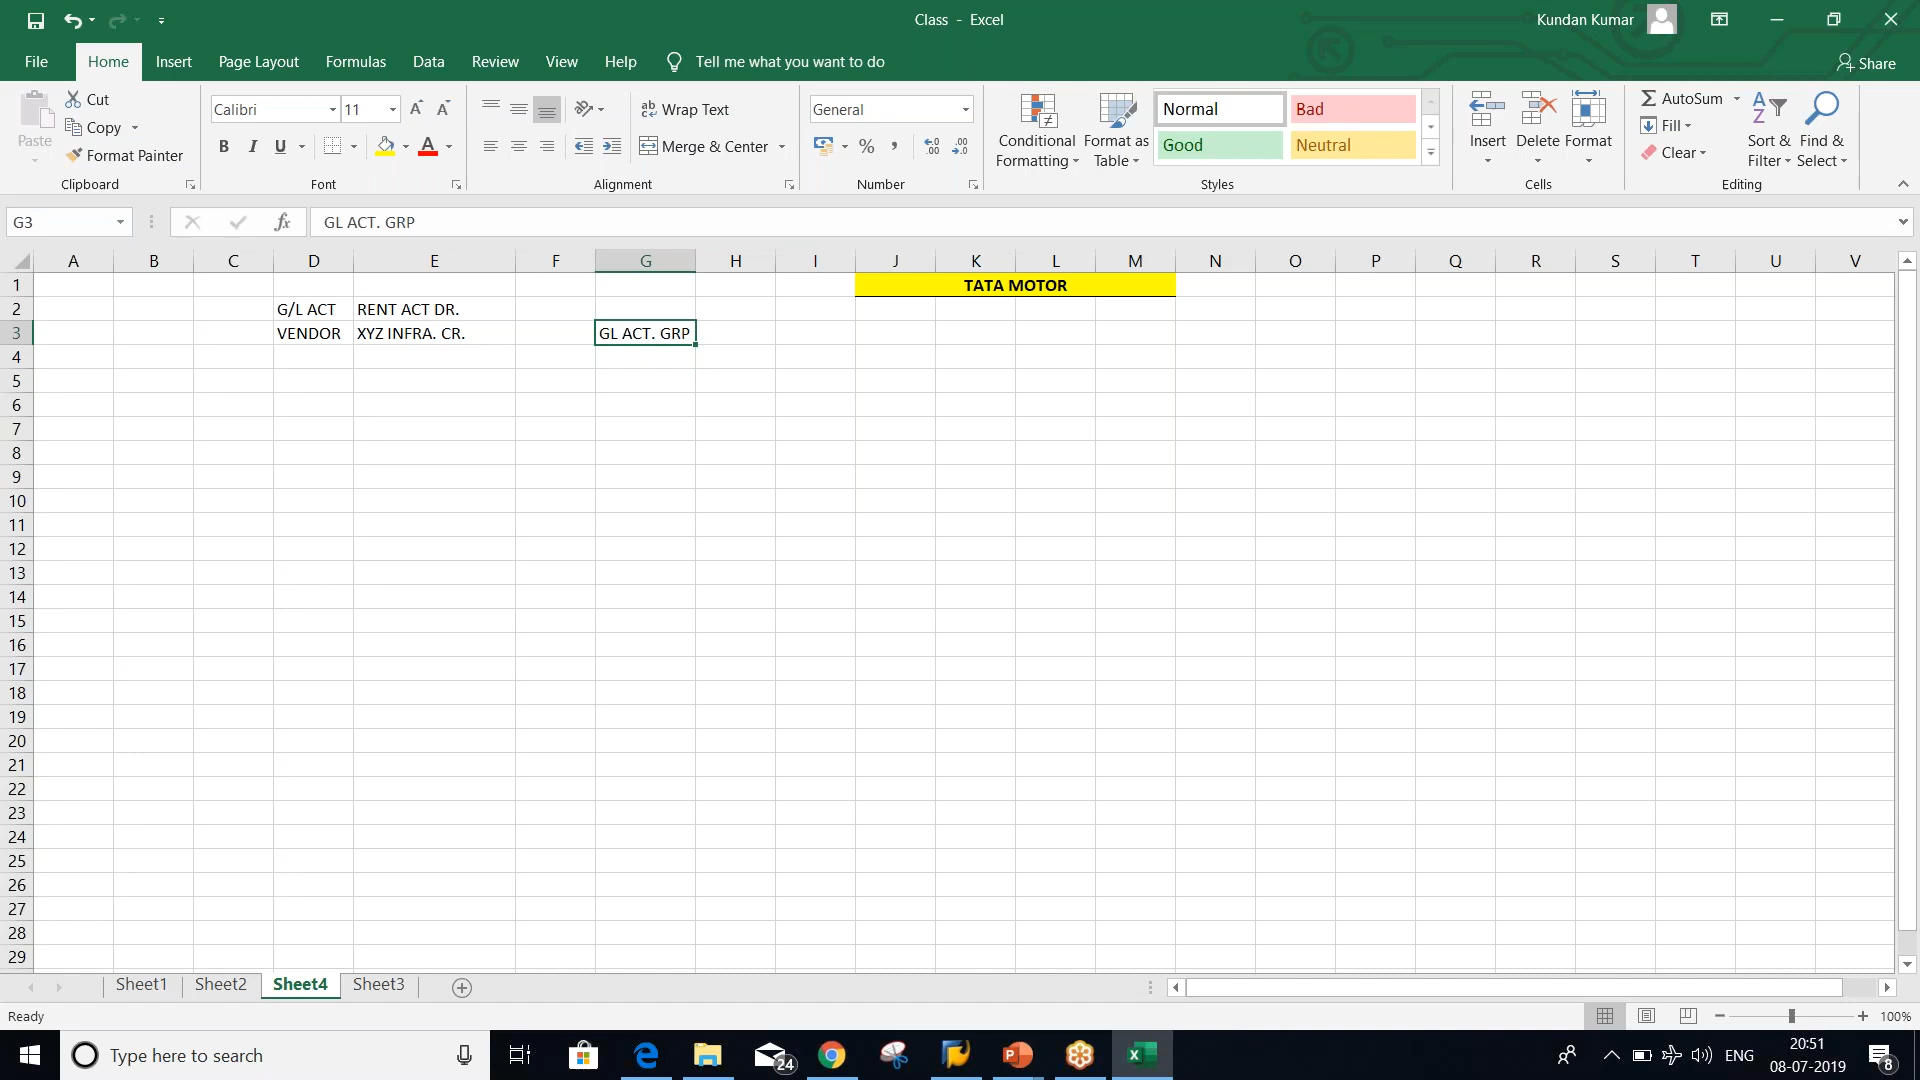 Class - Excel
Kundan Kumar
File Home Insert Page Layout Formulas Data Review View Help Tell me what you want to do
Share
Paste
Cut
Copy
Format Painter
Clipboard
Calibri 11
B I U
Font
Wrap Text
Merge & Center
Alignment
General
Number
Conditional Formatting
Format as Table
Normal Bad
Good Neutral
Styles
Insert Delete Format
Cells
AutoSum
Fill
Clear
Sort & Filter
Find & Select
Editing
G3 fx GL ACT. GRP
A B C D E F G H I J K L M N O P Q R S T U V
1 TATA MOTOR
2 G/L ACT RENT ACT DR.
3 VENDOR XYZ INFRA. CR. GL ACT. GRP
4
5
6
7
8
9
10
11
12
13
14
15
16
17
18
19
20
21
22
23
24
25
26
27
28
29
Sheet1 Sheet2 Sheet4 Sheet3
Ready
100%
Type here to search
24
ENG
20:51
08-07-2019
8